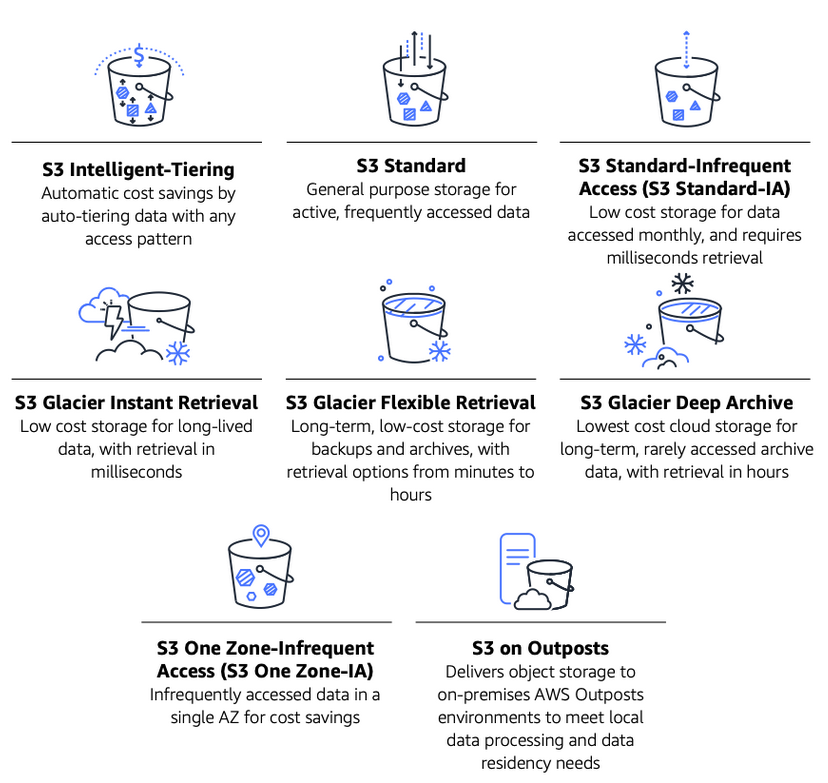 $
S3 Intelligent-Tiering
Automatic cost savings by
auto-tiering data with any
access pattern
S3 Standard
General purpose storage for
active, frequently accessed data
S3 Standard-Infrequent
Access (S3 Standard-IA)
Low cost storage for data
accessed monthly, and requires
milliseconds retrieval
S3 Glacier Instant Retrieval
Low cost storage for long-lived
data, with retrieval in
milliseconds
S3 Glacier Flexible Retrieval
Long-term, low-cost storage for
backups and archives, with
retrieval options from minutes to
hours
S3 Glacier Deep Archive
Lowest cost cloud storage for
long-term, rarely accessed archive
data, with retrieval in hours
S3 One Zone-Infrequent
Access (S3 One Zone-IA)
Infrequently accessed data in a
single AZ for cost savings
S3 on Outposts
Delivers object storage to
on-premises AWS Outposts
environments to meet local
data processing and data
residency needs